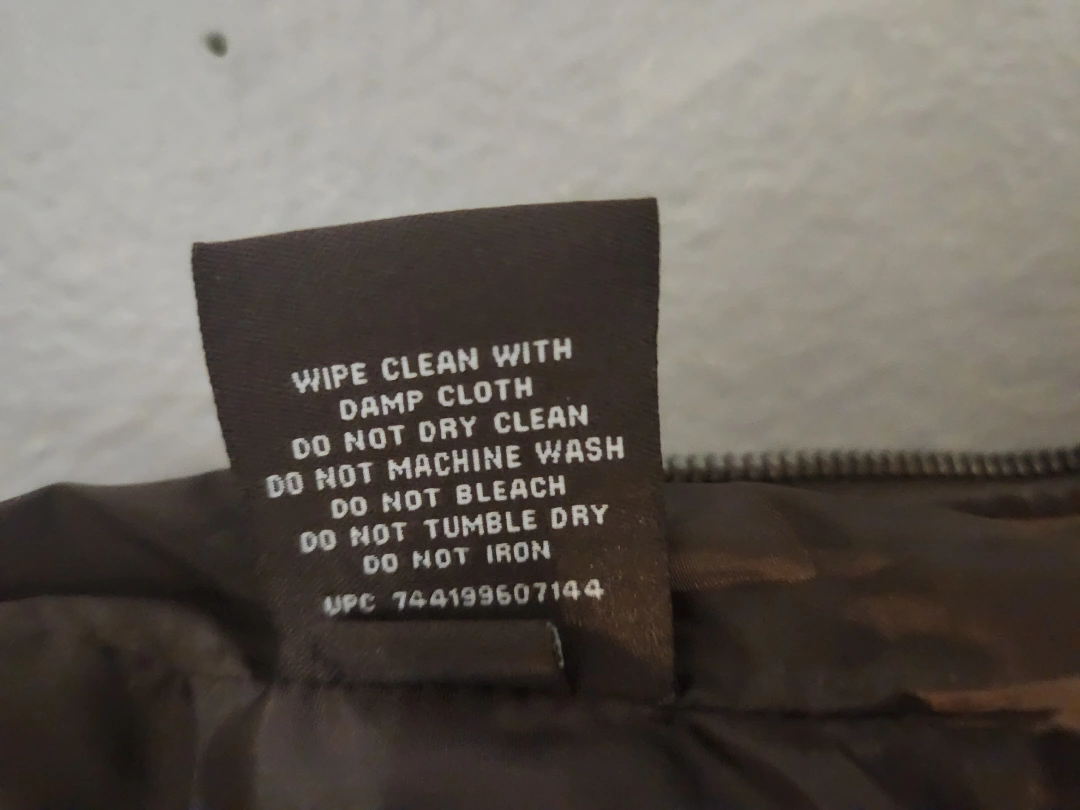 WIPE CLEAN WITH
DAMP CLOTH
DO NOT DRY CLEAN
DO NOT MACHINE WASH
DO NOT BLEACH
DO NOT TUMBLE DRY
DO NOT IRON
UPC 744199607144